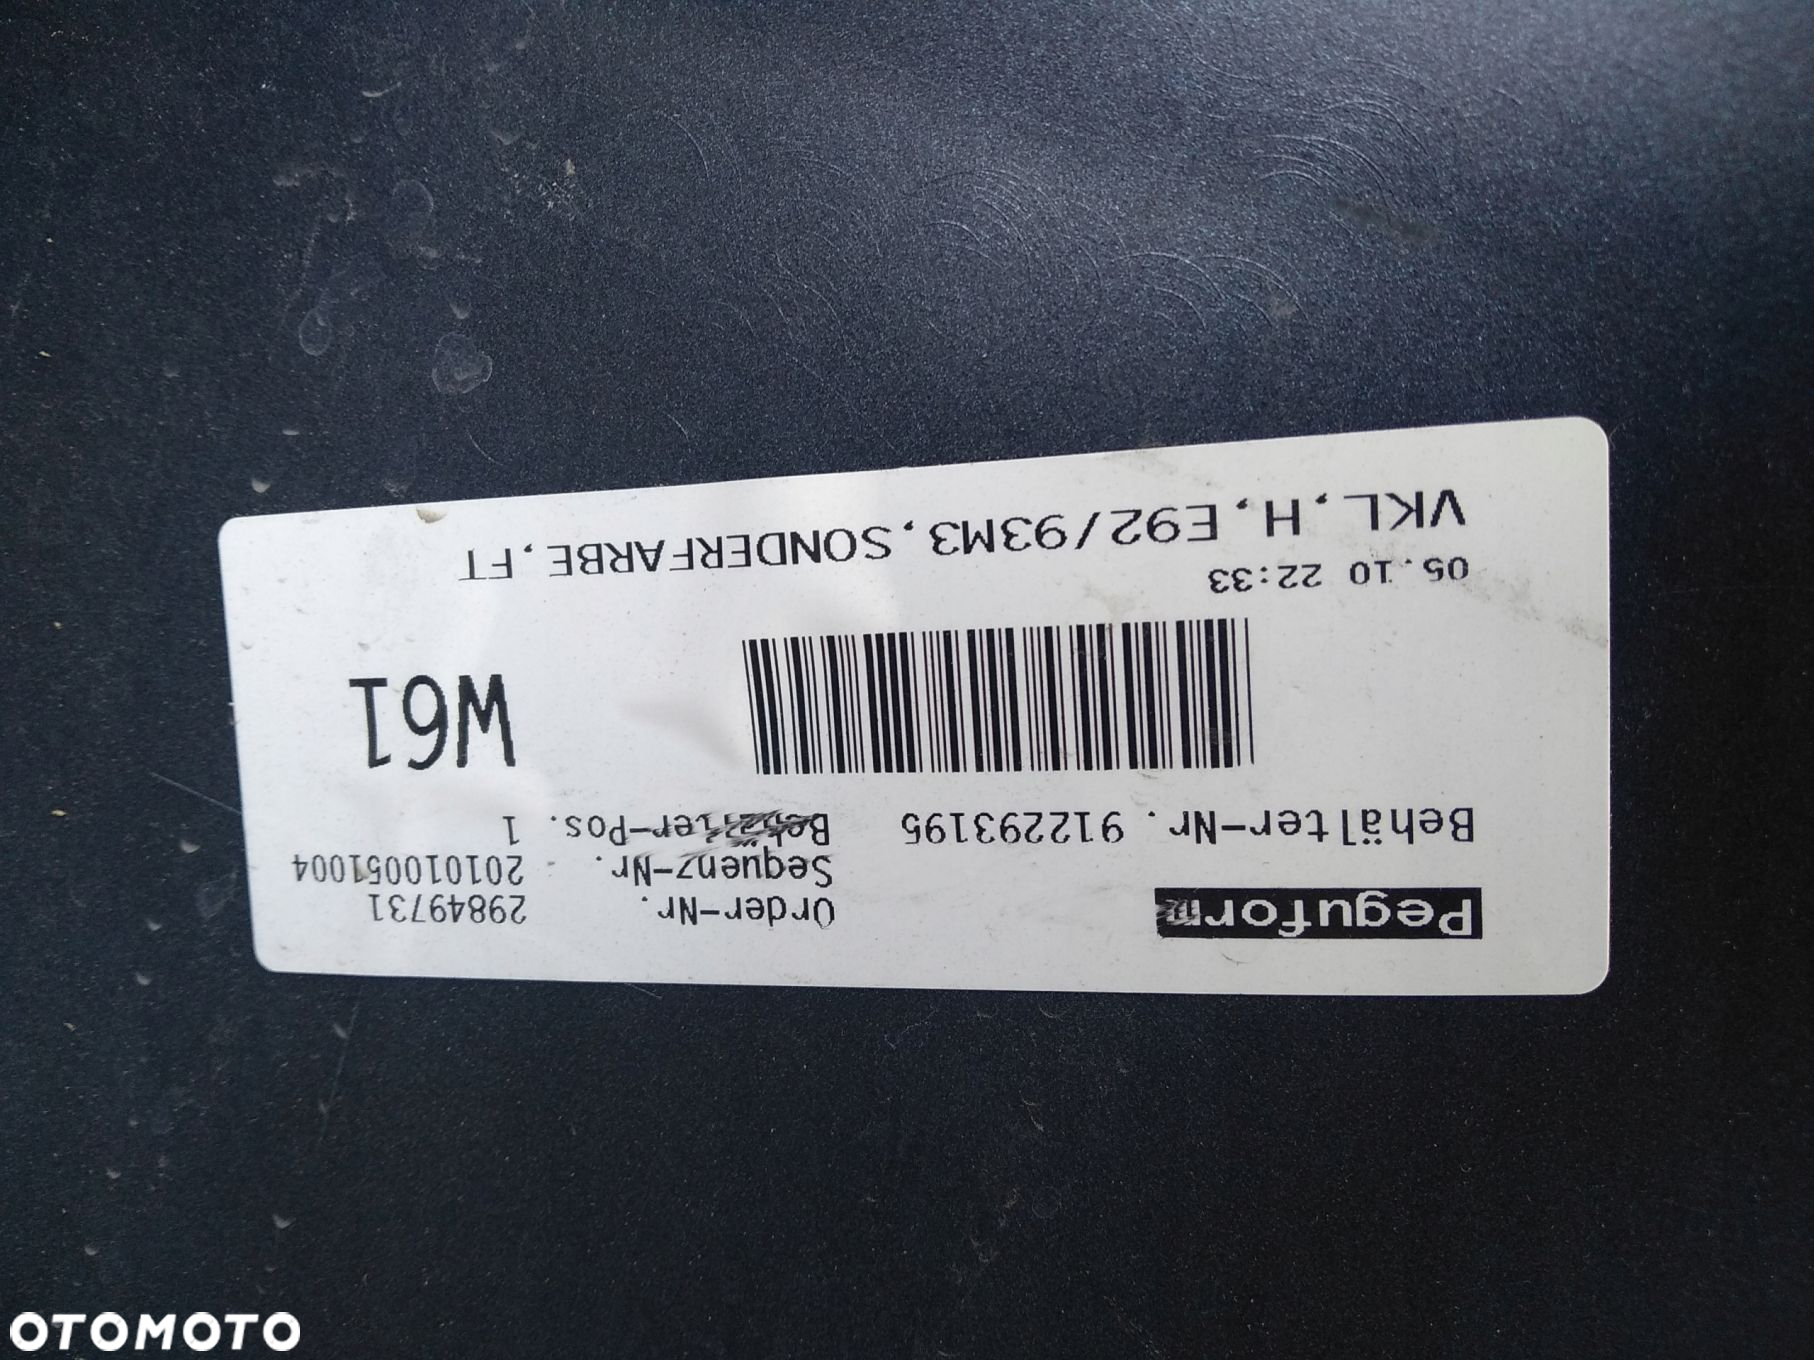 Peguform
Order-Nr. 29849731
Sequenz-Nr. 201010051004
Behälter-Nr. 912293195 Behälter-Pos. 1
W61
05.10 22:33
VKL,H,E92/93M3,SONDERFARBE,FT
OTOMOTO